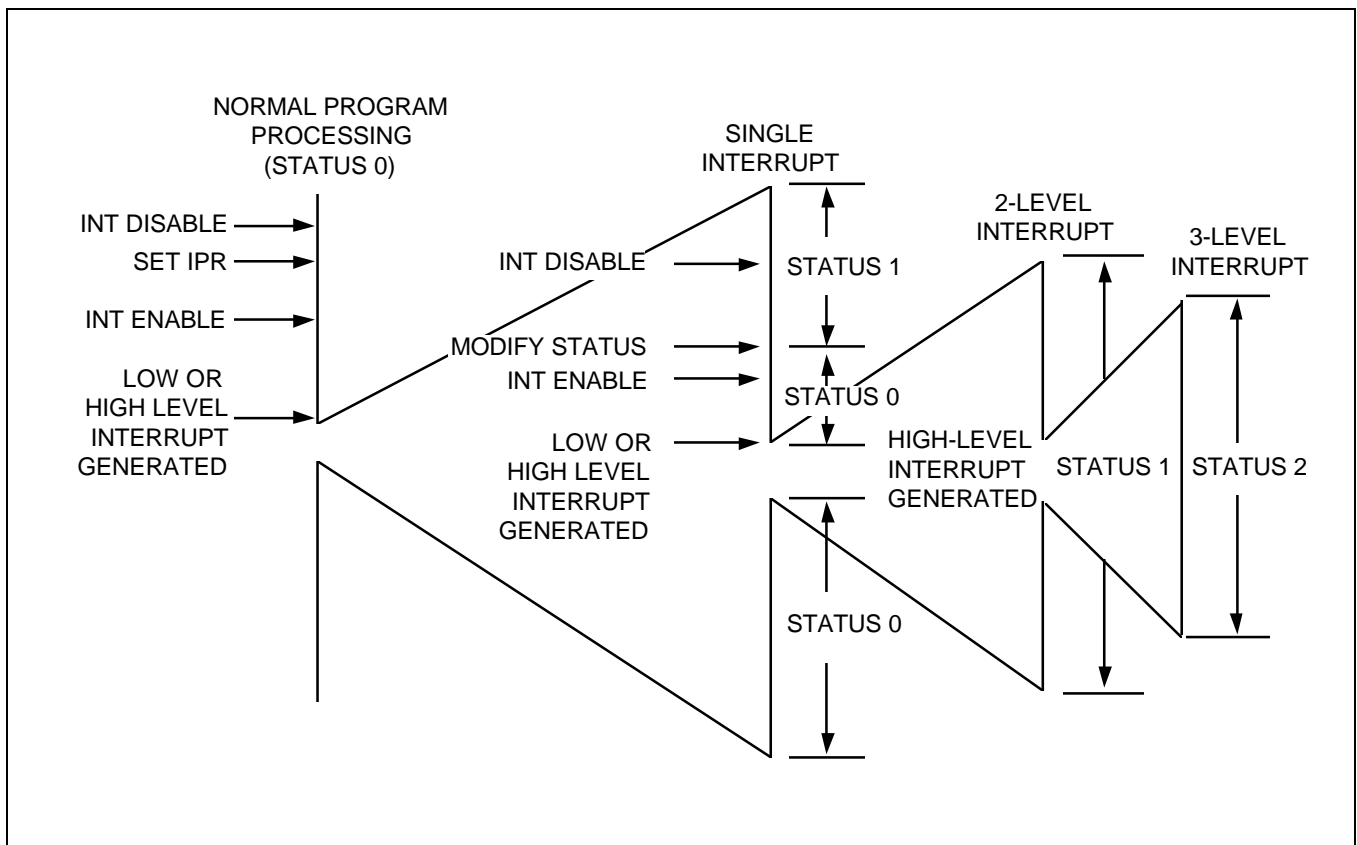 NORMAL PROGRAM
PROCESSING
(STATUS 0)
INT DISABLE
SET IPR
INT ENABLE
LOW OR
HIGH LEVEL
INTERRUPT
GENERATED
SINGLE
INTERRUPT
INT DISABLE
MODIFY STATUS
INT ENABLE
LOW OR
HIGH LEVEL
INTERRUPT
GENERATED
STATUS 1
STATUS 0
STATUS 0
2-LEVEL
INTERRUPT
HIGH-LEVEL
INTERRUPT
GENERATED
STATUS 1
3-LEVEL
INTERRUPT
STATUS 2